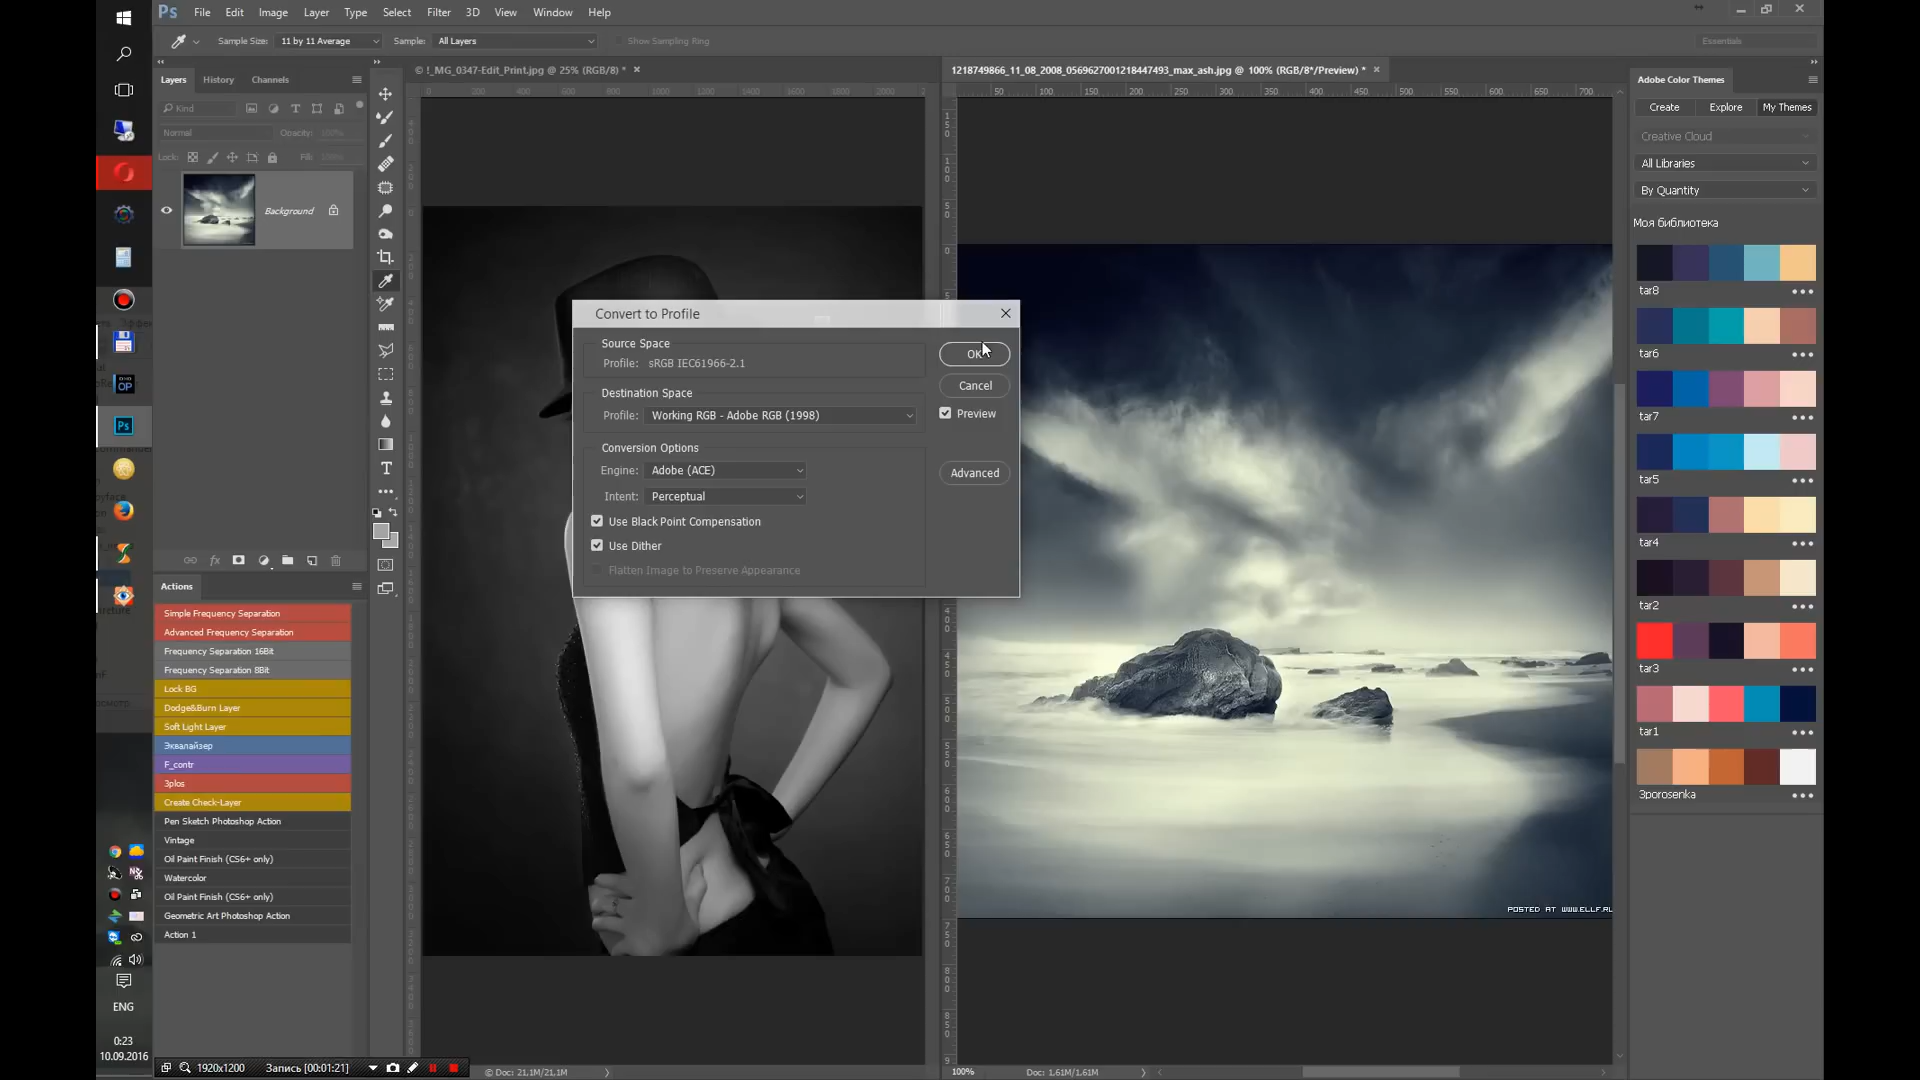 Ps File Edit Image Layer Type Select Filter 3D View Window Help
Sample Size: 11 by 11 Average Sample: All Layers Show Sampling Ring Essentials
Layers History Channels
© !_MG_0347-Edit_Print.jpg @ 25% (RGB/8) *
1218749866_11_08_2008_0569627001218447493_max_ash.jpg @ 100% (RGB/8*/Preview) *
Adobe Color Themes
Create Explore My Themes
Creative Cloud
All Libraries
By Quantity
Моя библиотека
tar8
tar6
tar7
tar5
tar4
tar2
tar3
tar1
3porosenka
Kind
Normal Opacity: 100%
Lock: Fill: 100%
Background
Convert to Profile
Source Space
Profile: sRGB IEC61966-2.1
Destination Space
Profile: Working RGB - Adobe RGB (1998)
Conversion Options
Engine: Adobe (ACE)
Intent: Perceptual
Use Black Point Compensation
Use Dither
Flatten Image to Preserve Appearance
OK
Cancel
Preview
Advanced
Actions
Simple Frequency Separation
Advanced Frequency Separation
Frequency Separation 16Bit
Frequency Separation 8Bit
Lock BG
Dodge&Burn Layer
Soft Light Layer
Эквалайзер
F_contr
3plos
Create Check-Layer
Pen Sketch Photoshop Action
Vintage
Oil Paint Finish (CS6+ only)
Watercolor
Oil Paint Finish (CS6+ only)
Geometric Art Photoshop Action
Action 1
POSTED AT WWW.ELLF.RU
ENG
0:23
10.09.2016
1920x1200 Запись [00:01:21]
© Doc: 21,1M/21,1M
100% Doc: 1,61M/1,61M